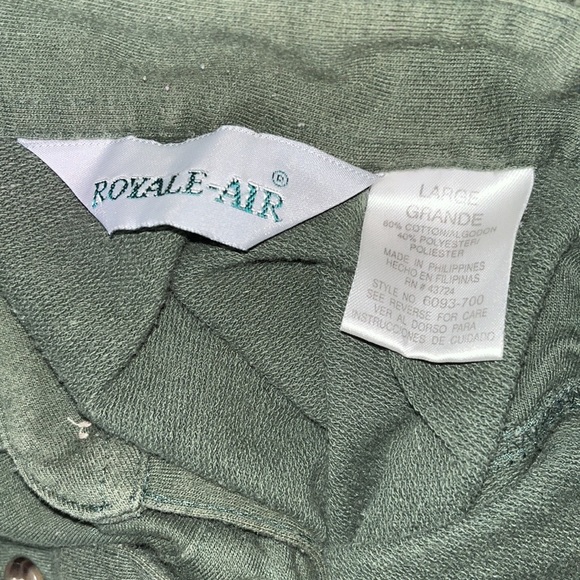 ROYALE-AIR®
LARGE
GRANDE
60% COTTON/ALGODON
40% POLYESTER/
POLIESTER
MADE IN PHILIPPINES
HECHO EN FILIPINAS
RN # 43724
STYLE NO. 6093-700
SEE REVERSE FOR CARE
VER AL DORSO PARA
INSTRUCCIONES DE CUIDADO